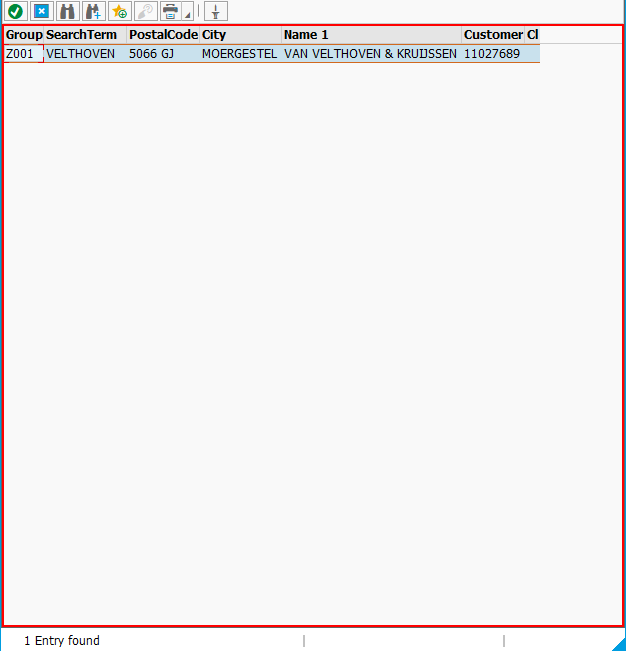 Group SearchTerm PostalCode City Name 1 Customer Cl
Z001 VELTHOVEN 5066 GJ MOERGESTEL VAN VELTHOVEN & KRUIJSSEN 11027689
1 Entry found